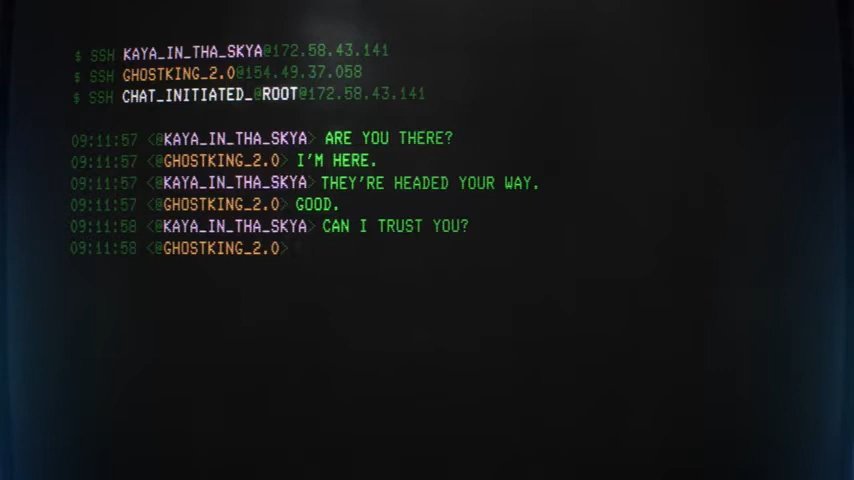 $ SSH KAYA_IN_THA_SKYA@172.58.43.141
$ SSH GHOSTKING_2.0@154.49.37.058
$ SSH CHAT_INITIATED_@ROOT@172.58.43.141
09:11:57 <@KAYA_IN_THA_SKYA> ARE YOU THERE?
09:11:57 <@GHOSTKING_2.0> I'M HERE.
09:11:57 <@KAYA_IN_THA_SKYA> THEY'RE HEADED YOUR WAY.
09:11:57 <@GHOSTKING_2.0> GOOD.
09:11:58 <@KAYA_IN_THA_SKYA> CAN I TRUST YOU?
09:11:58 <@GHOSTKING_2.0>